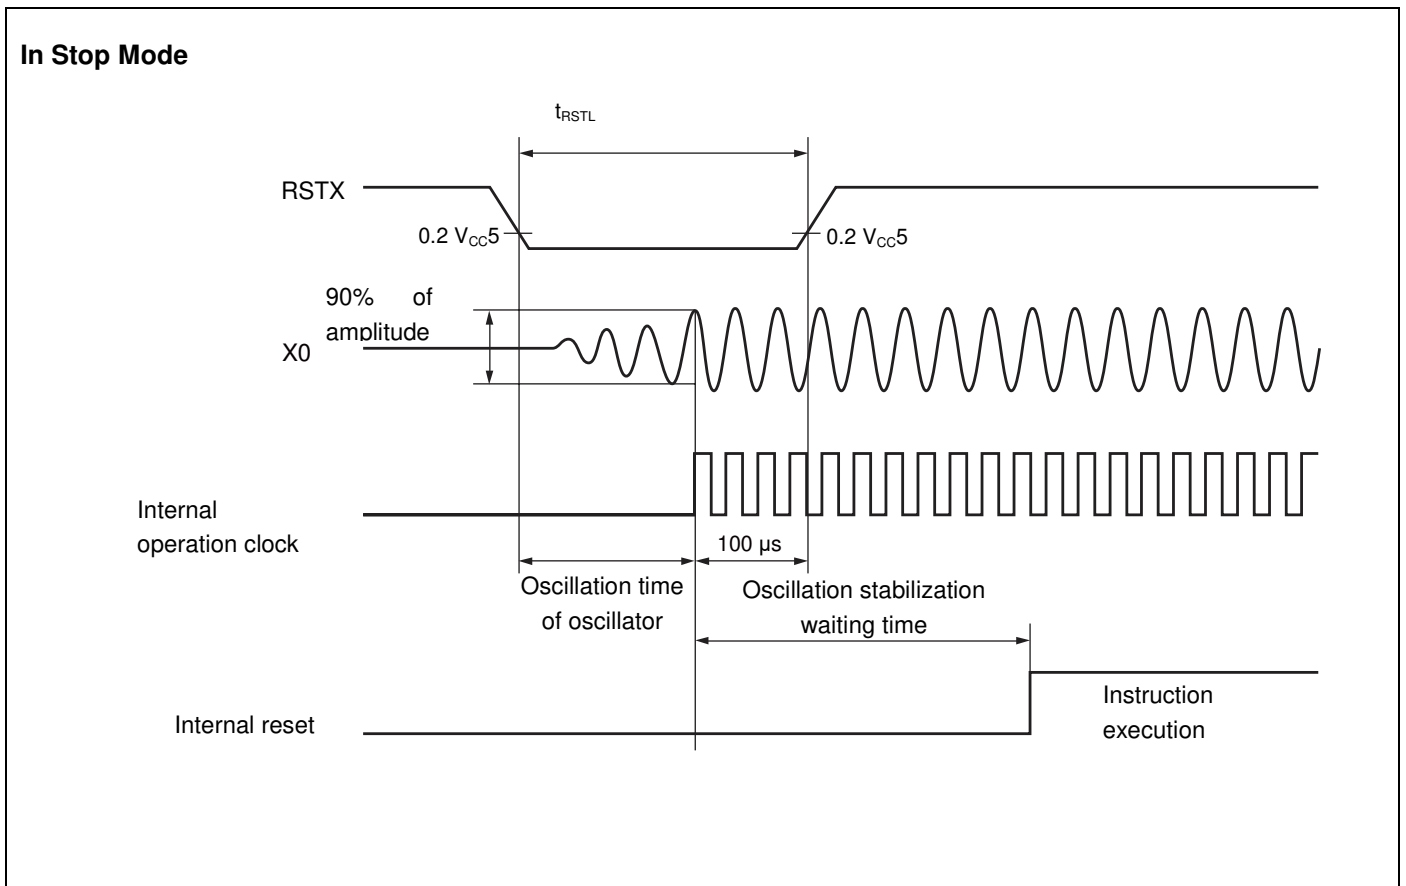 In Stop Mode
tRSTL
RSTX
0.2 VCC5
0.2 VCC5
90% of
amplitude
X0
Internal
operation clock
100 µs
Oscillation time
of oscillator
Oscillation stabilization
waiting time
Internal reset
Instruction
execution